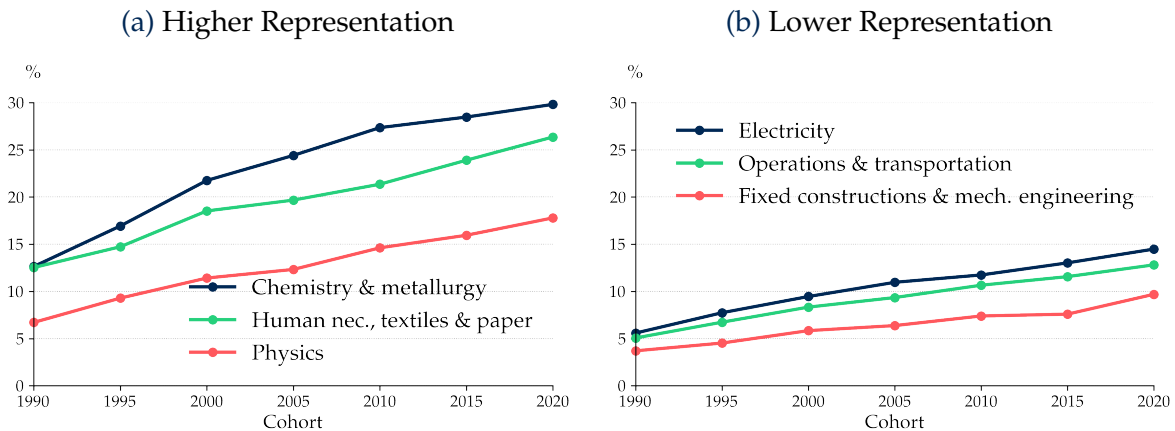 (a) Higher Representation
%
30
25
20
15
10
5
0
Chemistry & metallurgy
Human nec., textiles & paper
Physics
1990 1995 2000 2005 2010 2015 2020
Cohort
(b) Lower Representation
%
30
25
20
15
10
5
0
Electricity
Operations & transportation
Fixed constructions & mech. engineering
1990 1995 2000 2005 2010 2015 2020
Cohort